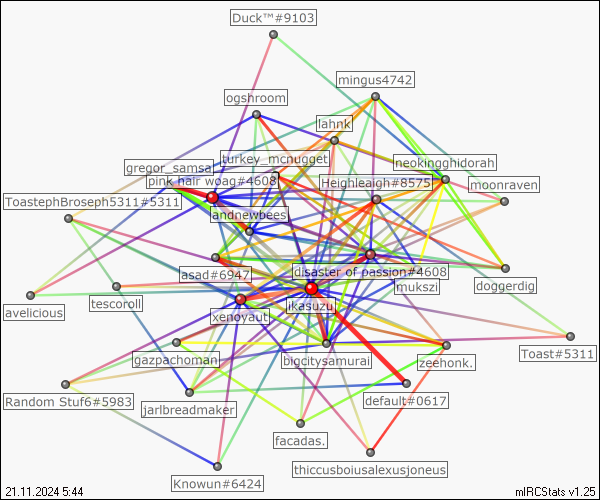 Duck™#9103
mingus4742
ogshroom
lahnk
turkey_mcnugget
neokingghidorah
gregor_samsa
pink hair woag#4608
Heighleaigh#8575
moonraven
ToastephBroseph5311#5311
andnewbees
asad#6947
disaster of passion#4608
mukszi
doggerdig
avelicious
tescoroll
ikasuzu
xenoyaut
gazpachoman
bigcitysamurai
zeehonk.
Toast#5311
Random Stuf6#5983
jarlbreadmaker
default#0617
facadas.
thiccusboiusalexusjoneus
Knowun#6424
21.11.2024 5:44
mIRCStats v1.25